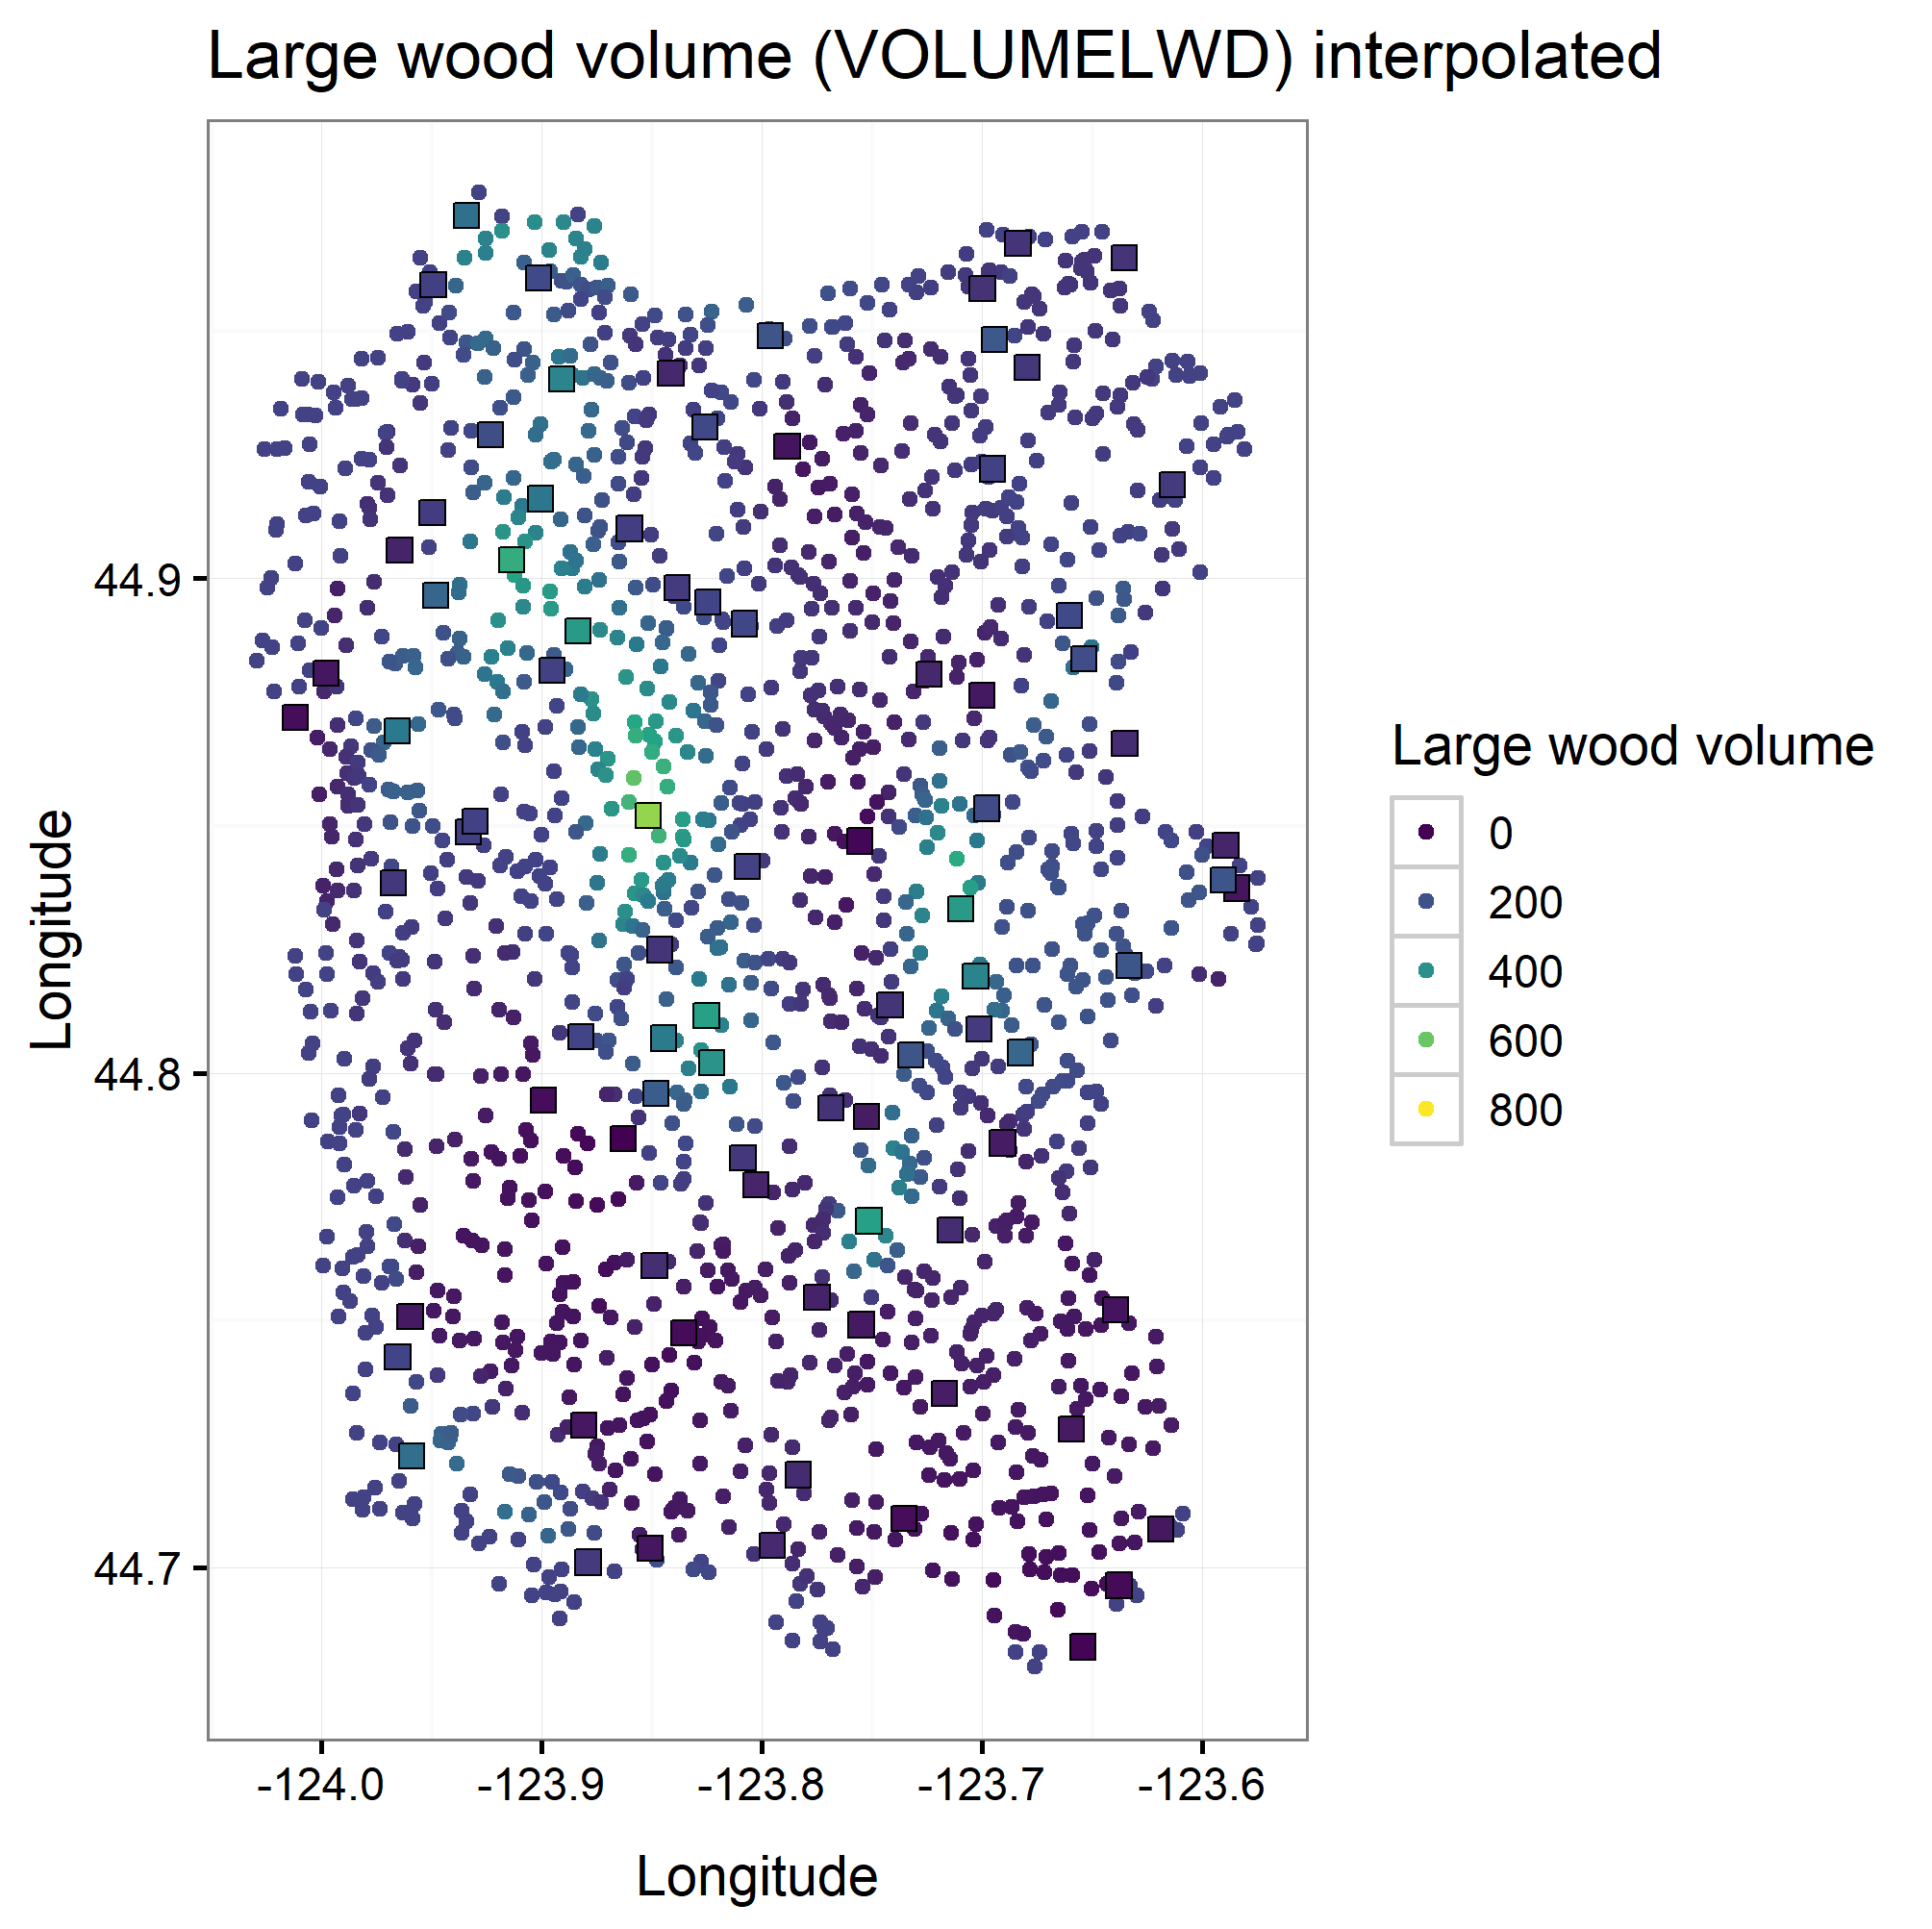 Large wood volume (VOLUMELWD) interpolated
Longitude
44.9
44.8
44.7
-124.0 -123.9 -123.8 -123.7 -123.6
Longitude
Large wood volume
0
200
400
600
800